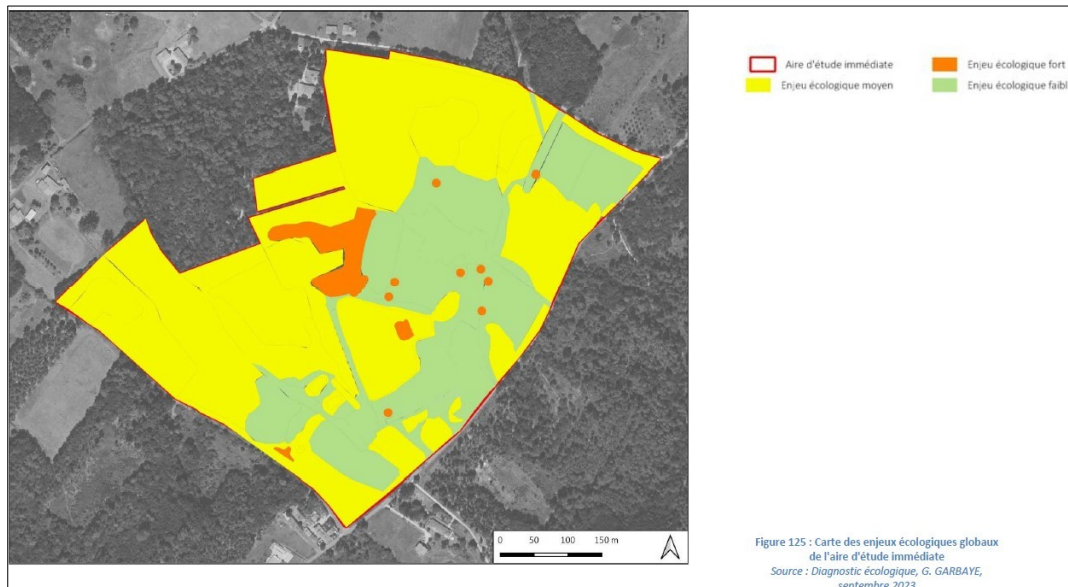 Aire d'étude immédiate
Enjeu écologique fort
Enjeu écologique moyen
Enjeu écologique faibl
0 50 100 150 m
Figure 125 : Carte des enjeux écologiques globaux
de l'aire d'étude immédiate
Source : Diagnostic écologique, G. GARBAYE,
septembre 2023